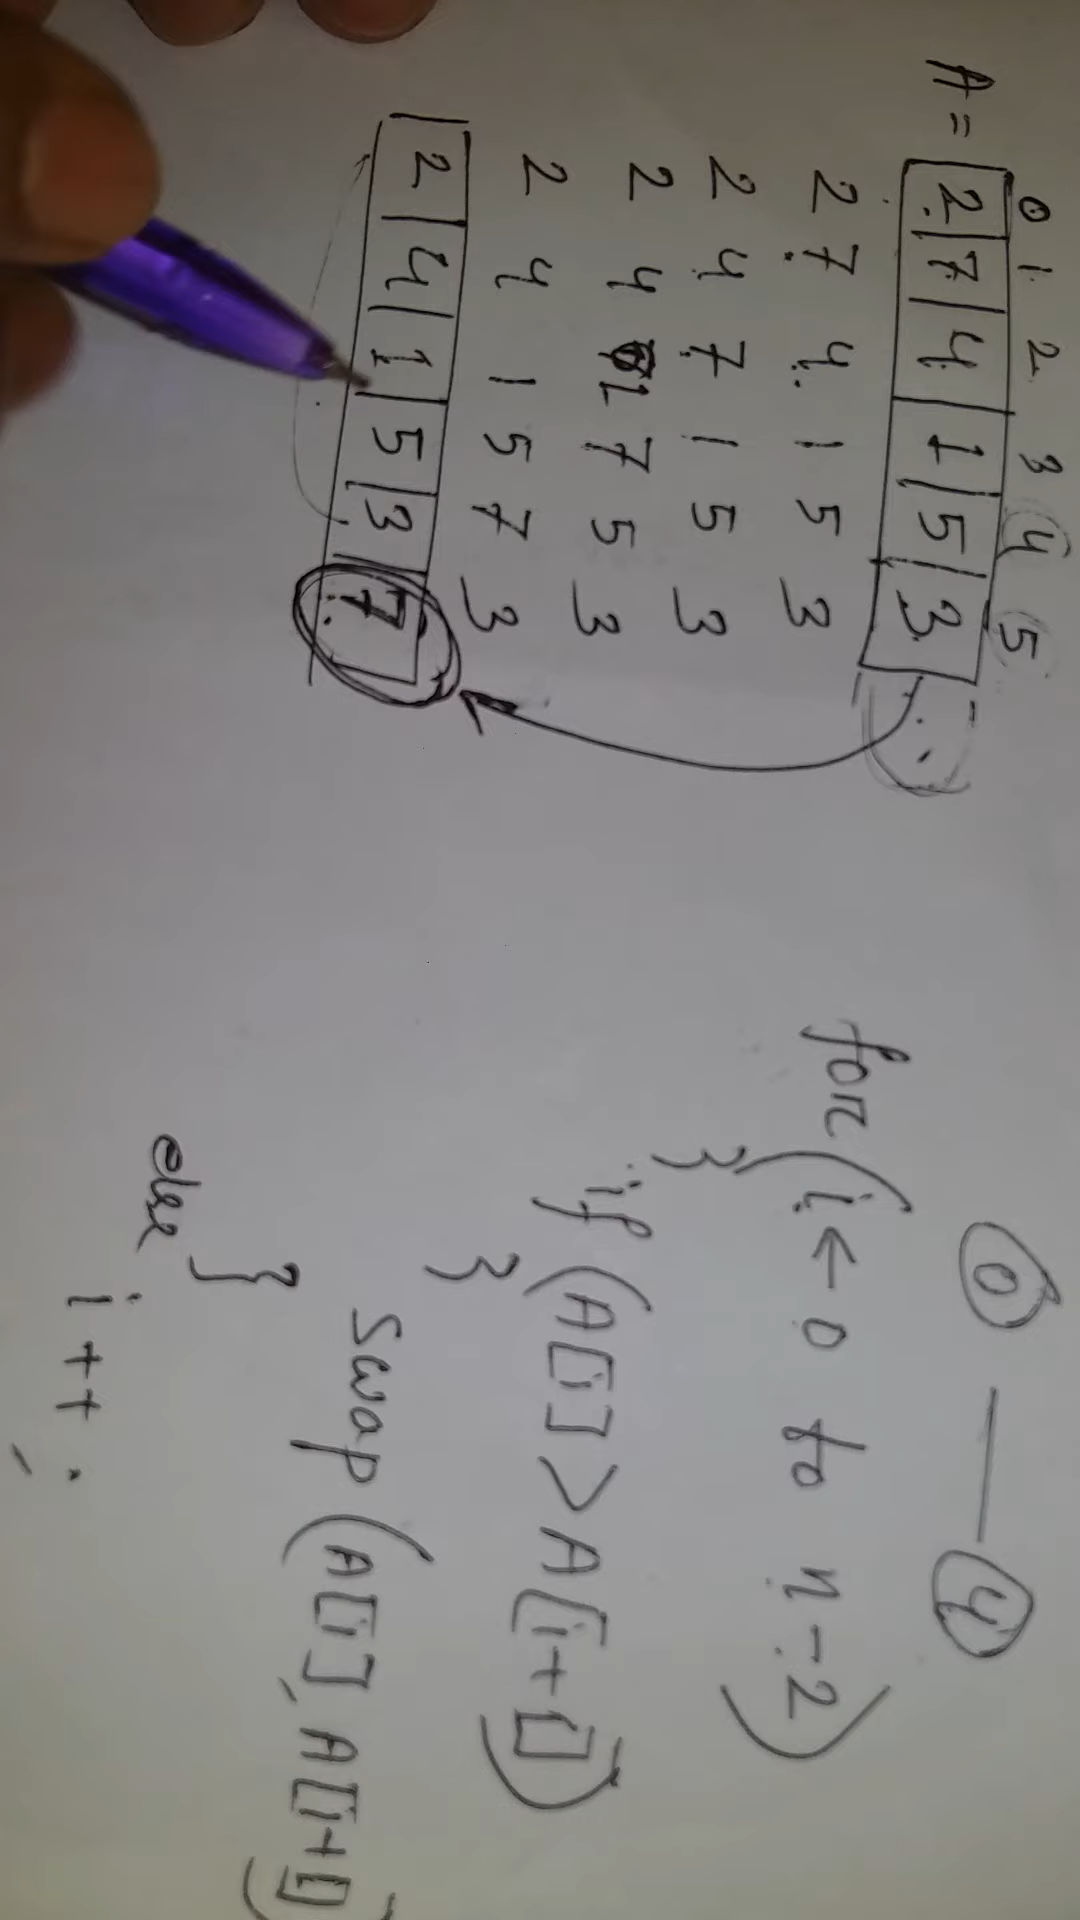 0 1 2 3 4 5
A = 2 7 4 1 5 3
2 7 4 1 5 3
2 4 7 1 5 3
2 4 1 7 5 3
2 4 1 5 7 3
2 4 1 5 3 7
0 — 4
for (i ← 0 to n-2)
{
if (A[i] > A[i+1])
{
swap (A[i], A[i+1])
}
else
i++;